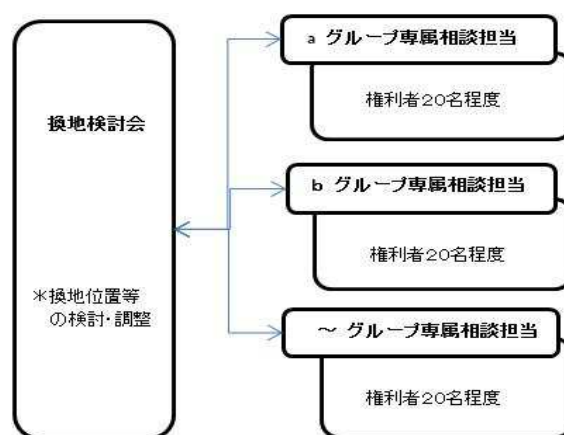 換地検討会
＊換地位置等
の検討・調整
a グループ専属相談担当
権利者20名程度
b グループ専属相談担当
権利者20名程度
～ グループ専属相談担当
権利者20名程度